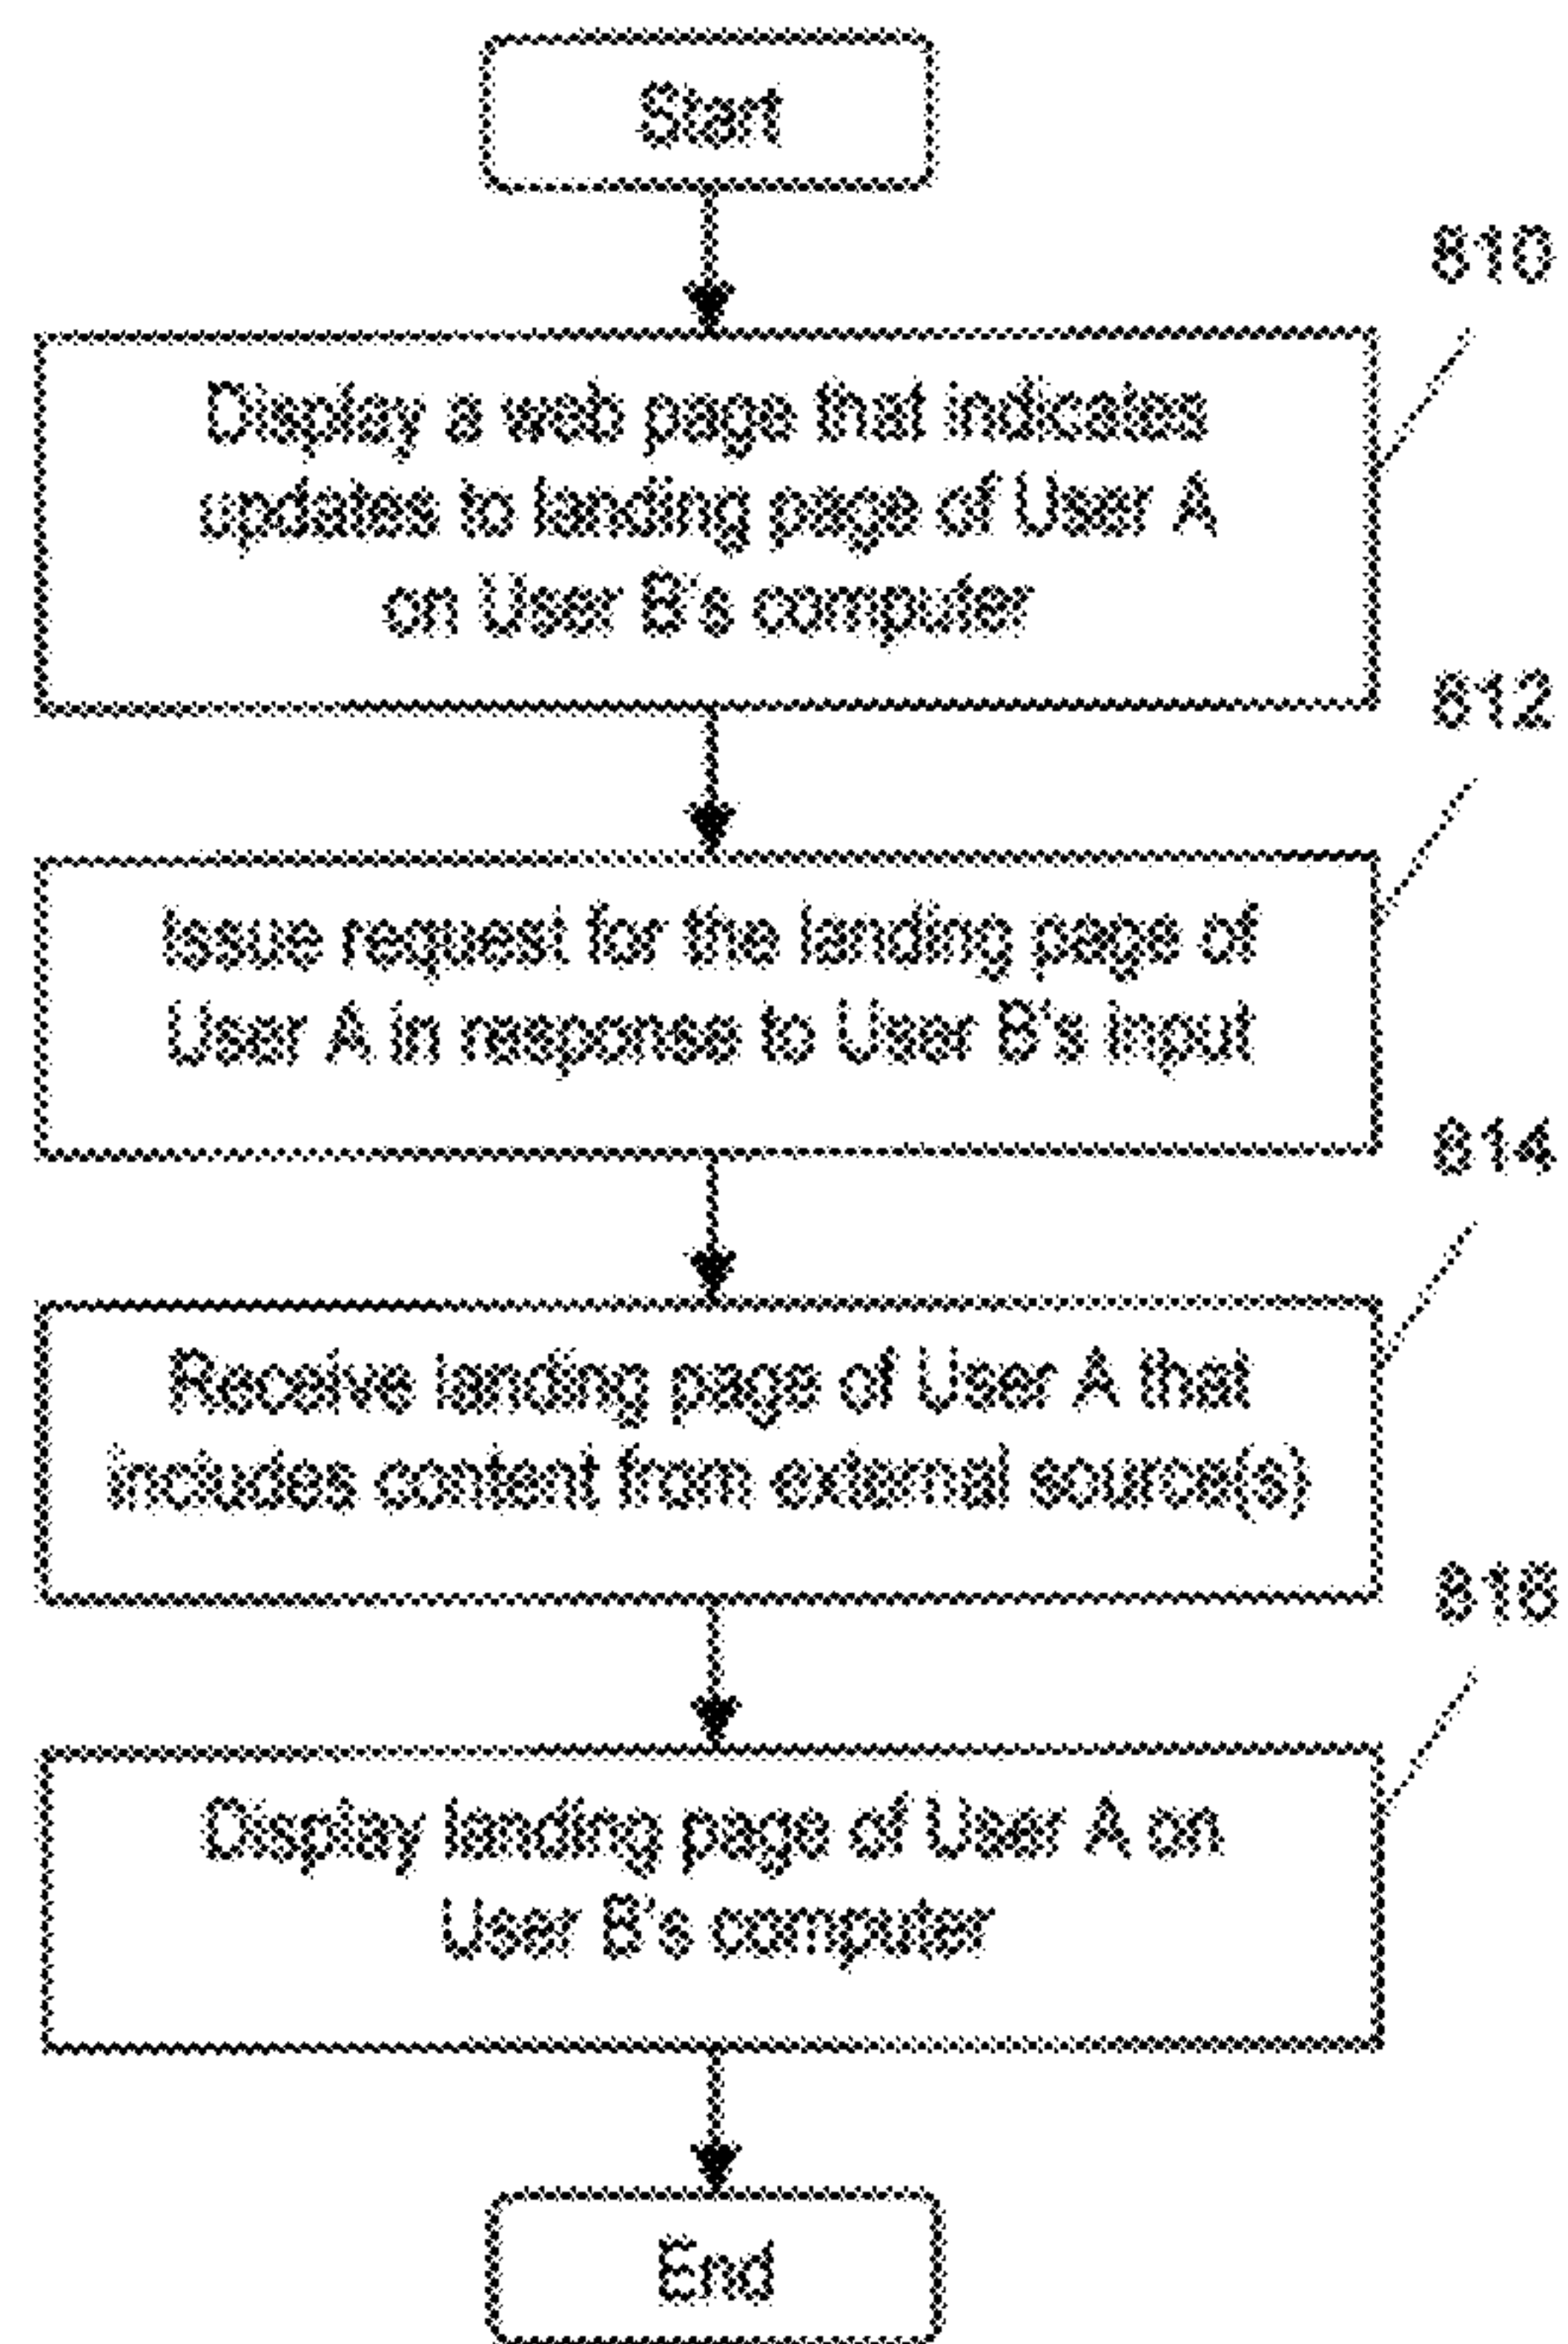 Start
810
Display a web page that indicates
updates to landing page of User A
on User B's computer
812
Issue request for the landing page of
User A in response to User B's input
814
Receive landing page of User A that
includes content from external source(s)
Display landing page of User A on
User B's computer
End